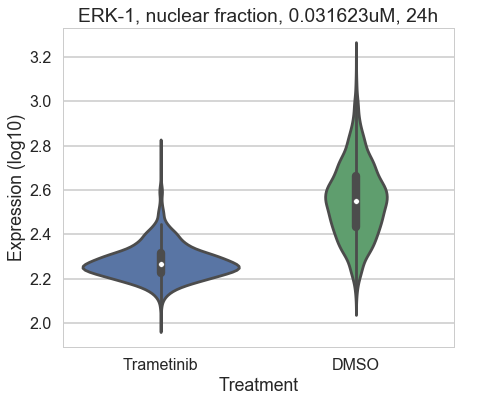 ERK-1, nuclear fraction, 0.031623uM, 24h
Expression (log10)
3.2
3.0
2.8
2.6
2.4
2.2
2.0
Trametinib DMSO
Treatment